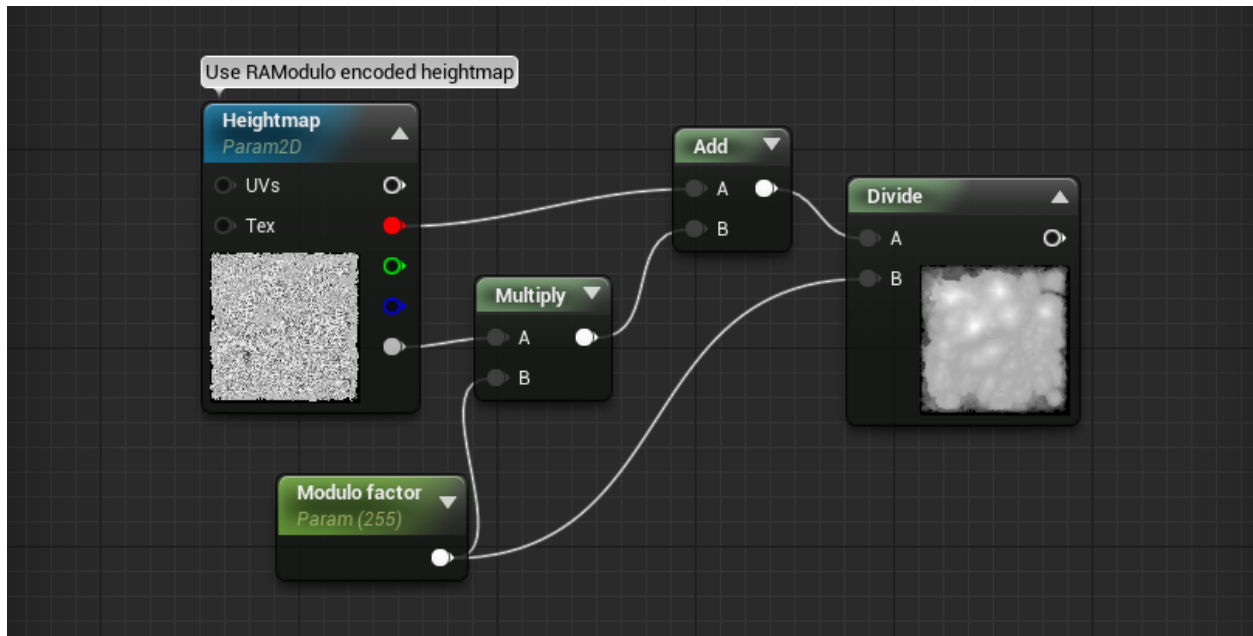 Use RAModulo encoded heightmap
Heightmap
Param2D
UVs
Tex
Multiply
A
B
Modulo factor
Param (255)
Add
A
B
Divide
A
B